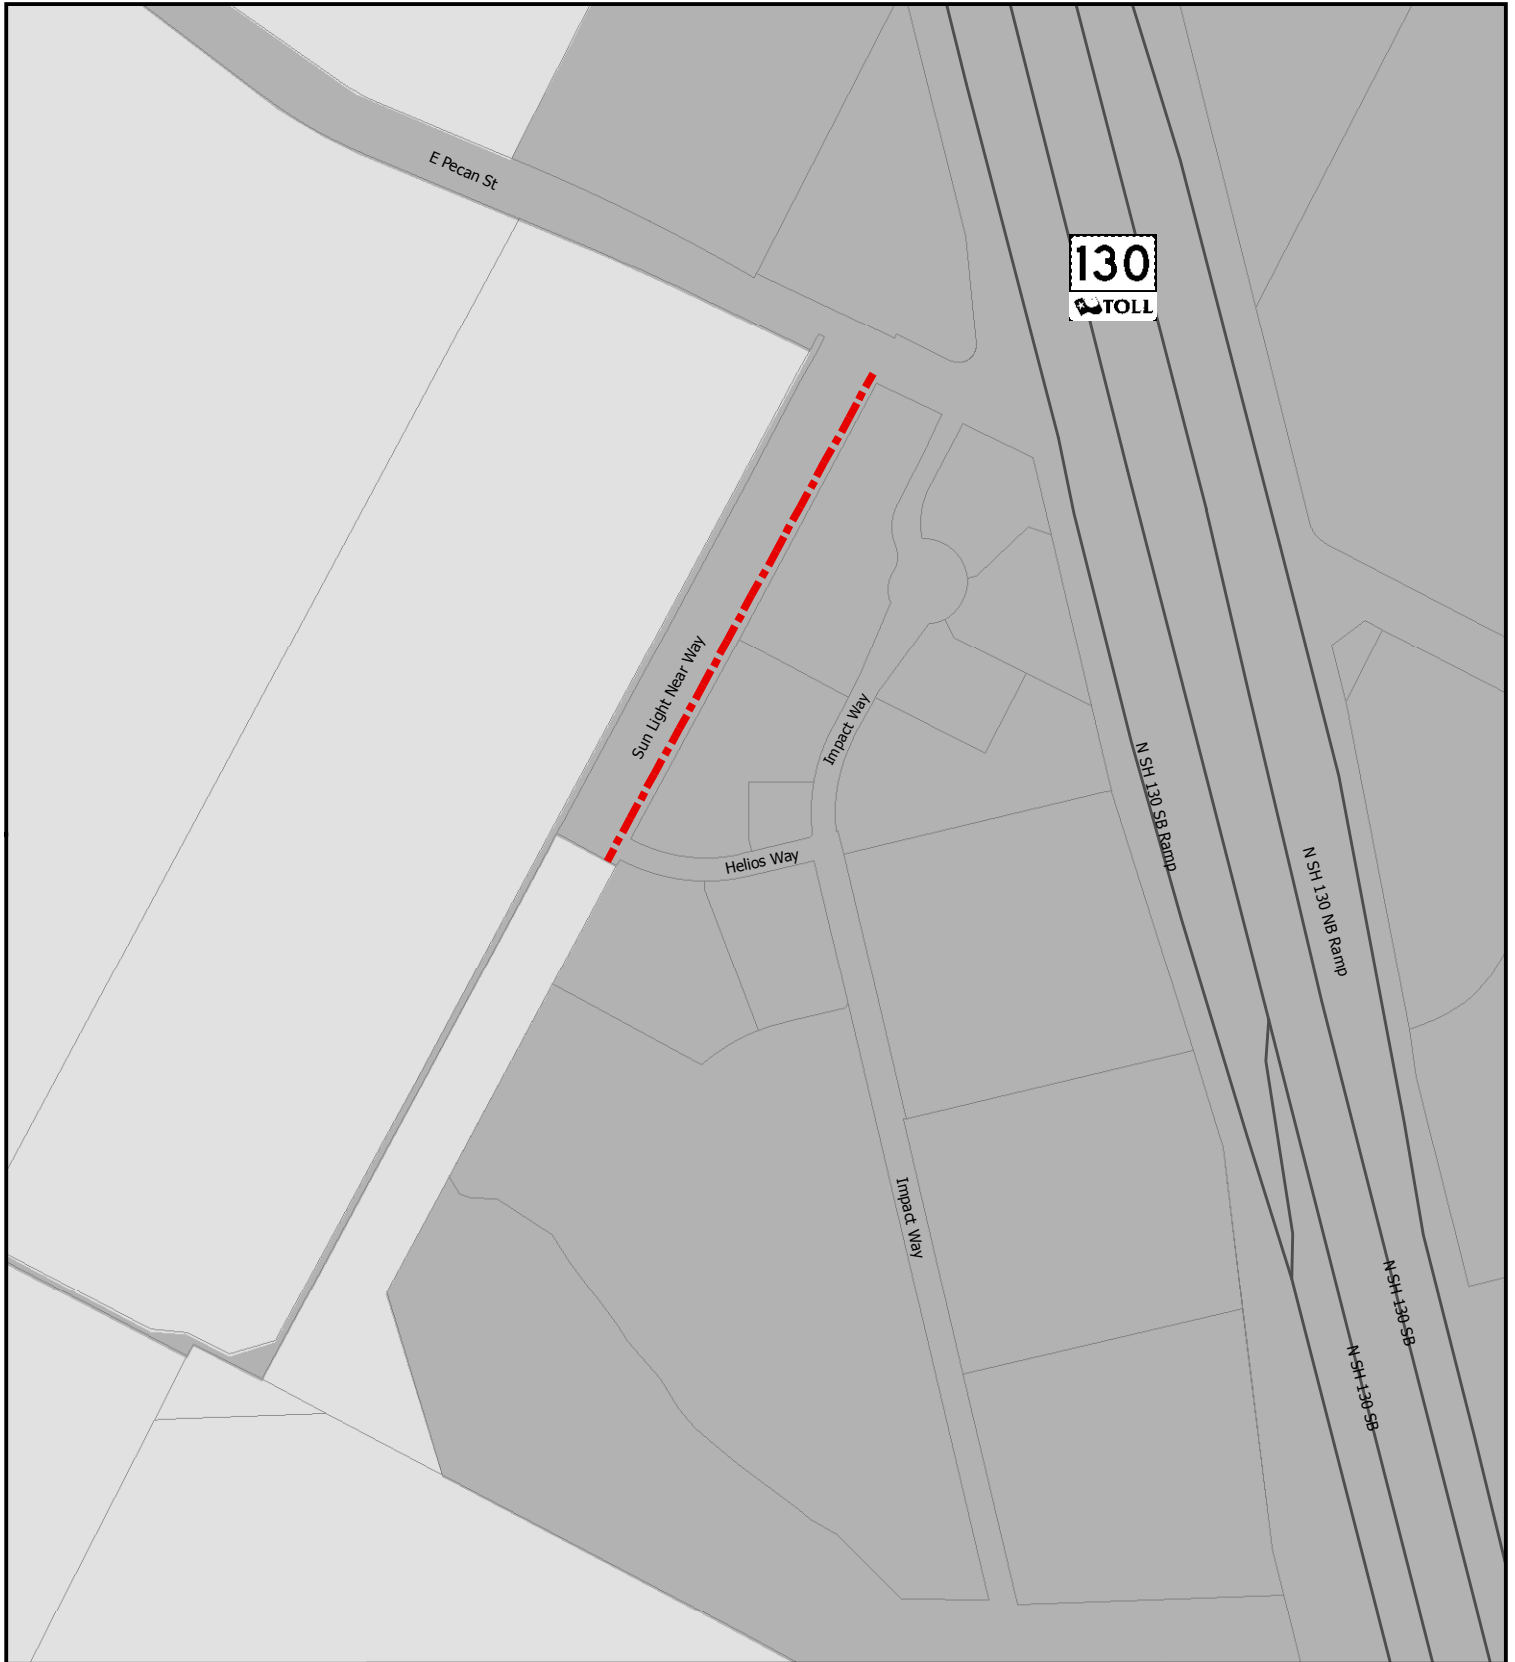 E Pecan St
130
TOLL
Sun Light Near Way
Impact Way
N SH 130 SB Ramp
Helios Way
N SH 130 NB Ramp
Impact Way
N SH 130 SB
N SH 130 SB